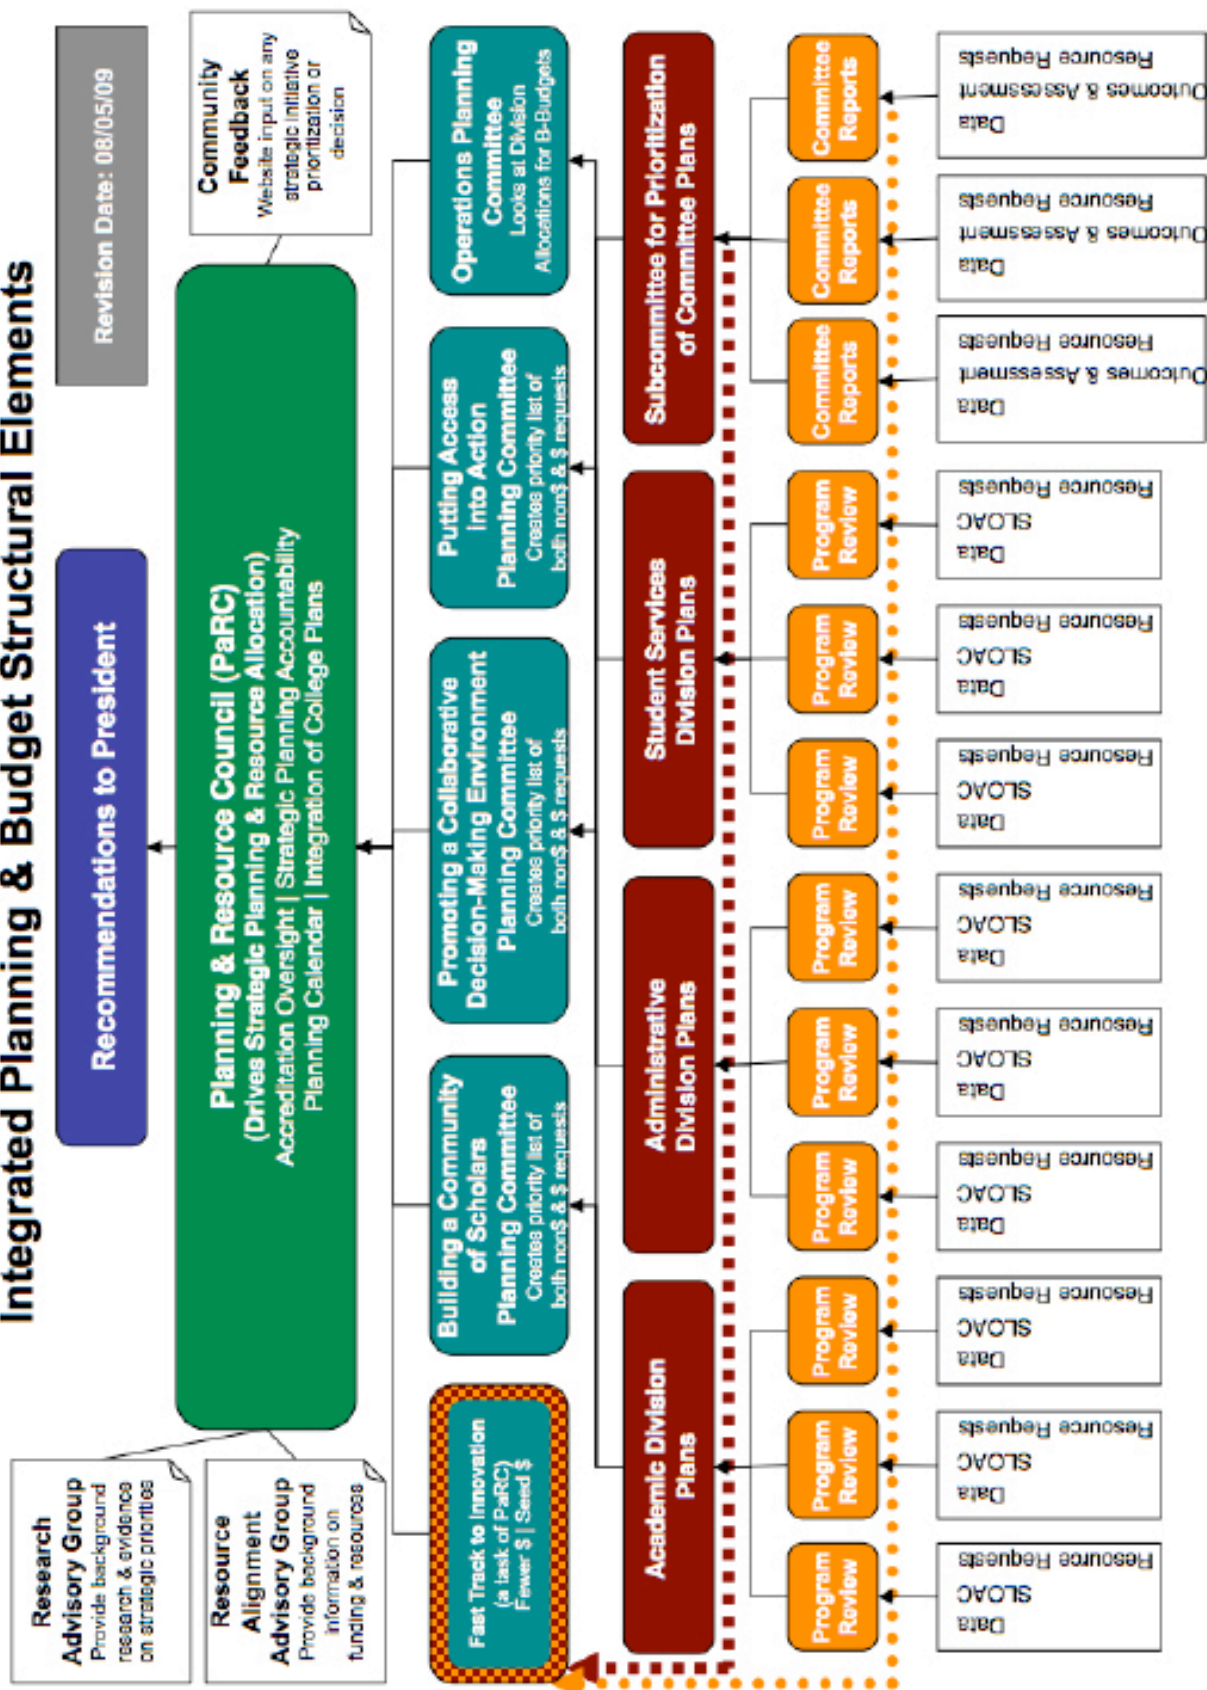 Integrated Planning & Budget Structural Elements
Revision Date: 08/05/09
Recommendations to President
Research
Advisory Group
Provide background
research & evidence
on strategic priorities
Resource
Alignment
Advisory Group
Provide background
information on
funding & resources
Planning & Resource Council (PaRC)
(Drives Strategic Planning & Resource Allocation)
Accreditation Oversight | Strategic Planning Accountability
Planning Calendar | Integration of College Plans
Community
Feedback
Website input on any
strategic initiative
prioritization or
decision
Fast Track to Innovation
(a task of PaRC)
Fewer $ | Seed $
Building a Community
of Scholars
Planning Committee
Creates priority list of
both non$ & $ requests
Promoting a Collaborative
Decision-Making Environment
Planning Committee
Creates priority list of
both non$ & $ requests
Putting Access
Into Action
Planning Committee
Creates priority list of
both non$ & $ requests
Operations Planning
Committee
Looks at Division
Allocations for B-Budgets
Academic Division
Plans
Administrative
Division Plans
Student Services
Division Plans
Subcommittee for Prioritization
of Committee Plans
Program
Review
Program
Review
Program
Review
Program
Review
Program
Review
Program
Review
Program
Review
Program
Review
Program
Review
Committee
Reports
Committee
Reports
Committee
Reports
Data
SLOAC
Resource Requests
Data
SLOAC
Resource Requests
Data
SLOAC
Resource Requests
Data
SLOAC
Resource Requests
Data
SLOAC
Resource Requests
Data
SLOAC
Resource Requests
Data
SLOAC
Resource Requests
Data
SLOAC
Resource Requests
Data
SLOAC
Resource Requests
Data
Outcomes & Assessment
Resource Requests
Data
Outcomes & Assessment
Resource Requests
Data
Outcomes & Assessment
Resource Requests